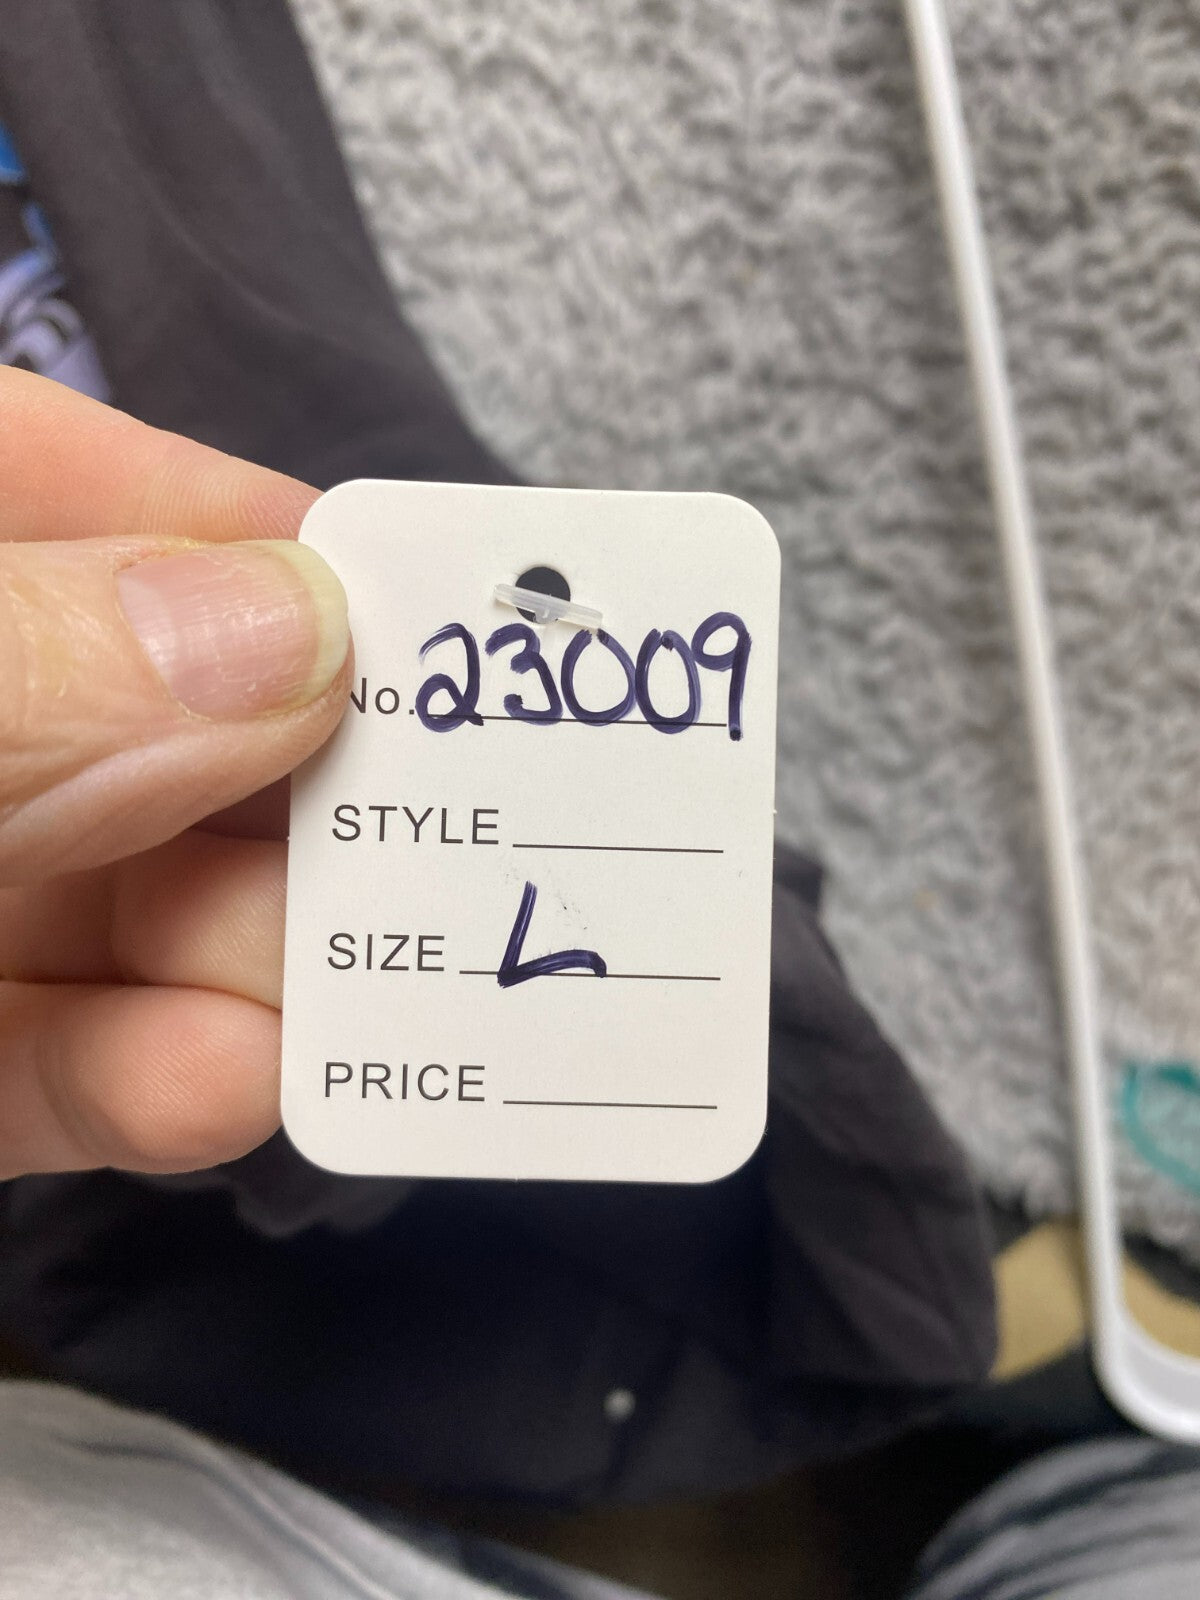 No. 23009
STYLE
SIZE L
PRICE